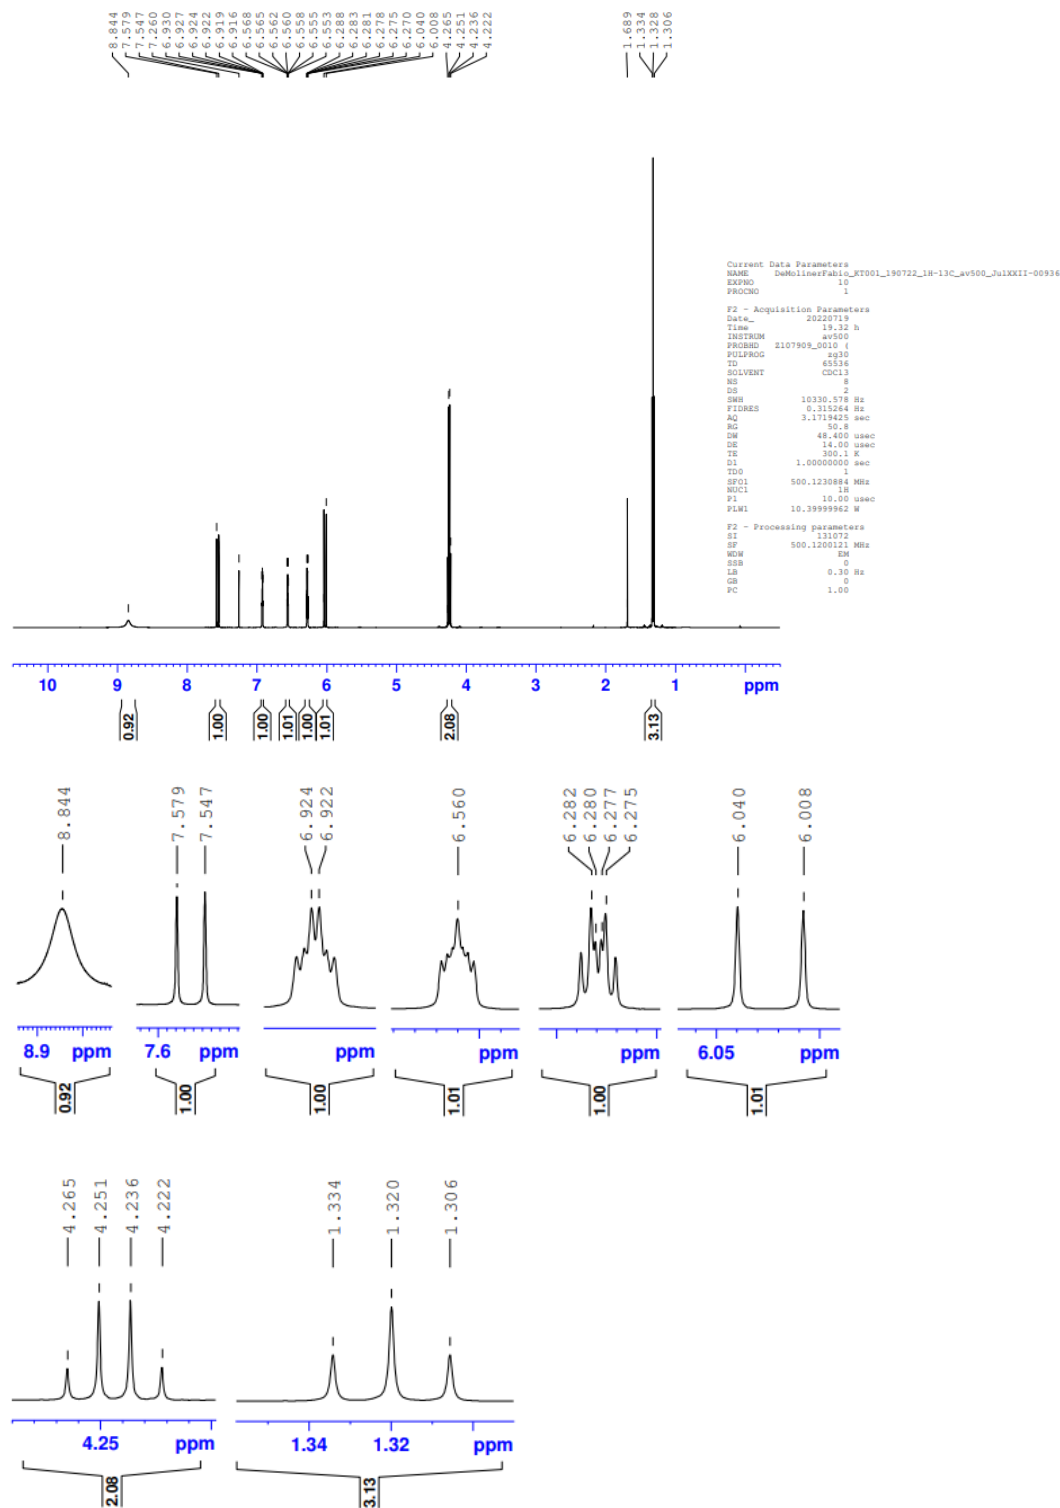 8.844
7.579
7.547
7.260
6.930
6.927
6.924
6.922
6.919
6.916
6.568
6.565
6.562
6.560
6.558
6.555
6.553
6.288
6.283
6.281
6.278
6.275
6.270
6.040
6.008
4.265
4.251
4.236
4.222
1.689
1.334
1.328
1.306
Current Data Parameters
NAME DeMolinerFabio_KT001_190722_1H-13C_av500_JulXXII-00936
EXPNO 10
PROCNO 1
F2 - Acquisition Parameters
Date_ 20220719
Time 19.32 h
INSTRUM av500
PROBHD Z107909_0010 (
PULPROG zg30
TD 65536
SOLVENT CDCl3
NS 8
DS 2
SWH 10330.578 Hz
FIDRES 0.315264 Hz
AQ 3.1719425 sec
RG 50.8
DW 48.400 usec
DE 14.00 usec
TE 300.1 K
D1 1.00000000 sec
TD0 1
SFO1 500.1230884 MHz
NUC1 1H
P1 10.00 usec
PLW1 10.39999962 W
F2 - Processing parameters
SI 131072
SF 500.1200121 MHz
WDW EM
SSB 0
LB 0.30 Hz
GB 0
PC 1.00
10 9 8 7 6 5 4 3 2 1 ppm
0.92 1.00 1.00 1.01 1.00 1.01 2.08 3.13
8.844
7.579
7.547
6.924
6.922
6.560
6.282
6.280
6.277
6.275
6.040
6.008
8.9 ppm
7.6 ppm
ppm
ppm
ppm
6.05 ppm
0.92 1.00 1.00 1.01 1.00 1.01
4.265
4.251
4.236
4.222
1.334
1.320
1.306
4.25 ppm
1.34 1.32 ppm
2.08 3.13